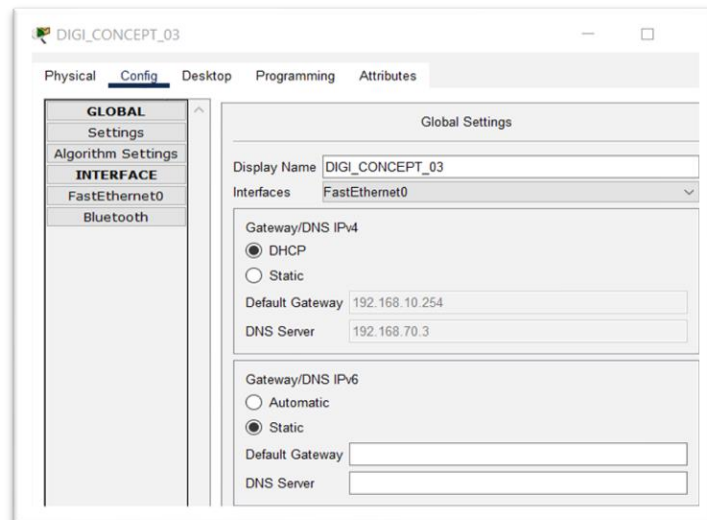 DIGI_CONCEPT_03
Physical Config Desktop Programming Attributes
GLOBAL
Settings
Algorithm Settings
INTERFACE
FastEthernet0
Bluetooth
Global Settings
Display Name DIGI_CONCEPT_03
Interfaces FastEthernet0
Gateway/DNS IPv4
DHCP
Static
Default Gateway 192.168.10.254
DNS Server 192.168.70.3
Gateway/DNS IPv6
Automatic
Static
Default Gateway
DNS Server